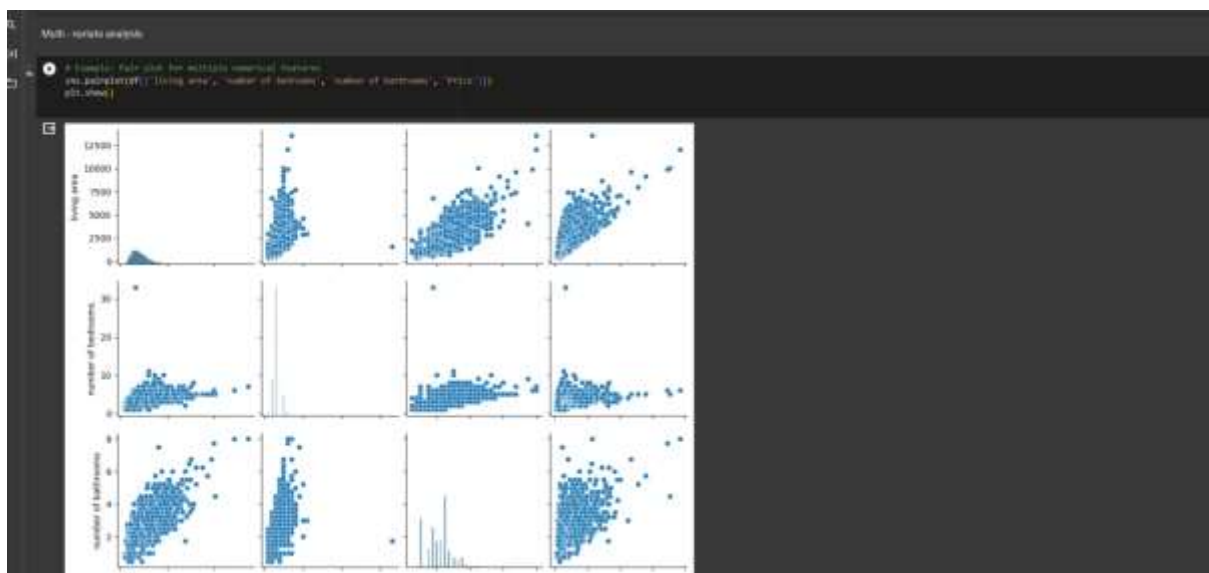 Multi - variate analysis
# Example: Pair plot for multiple numerical features
sns.pairplot(df[['living area', 'number of bedrooms', 'number of bathrooms', 'Price']])
plt.show()
12500
10000
7500
5000
2500
0
living area
30
20
10
0
number of bedrooms
8
6
4
2
number of bathrooms